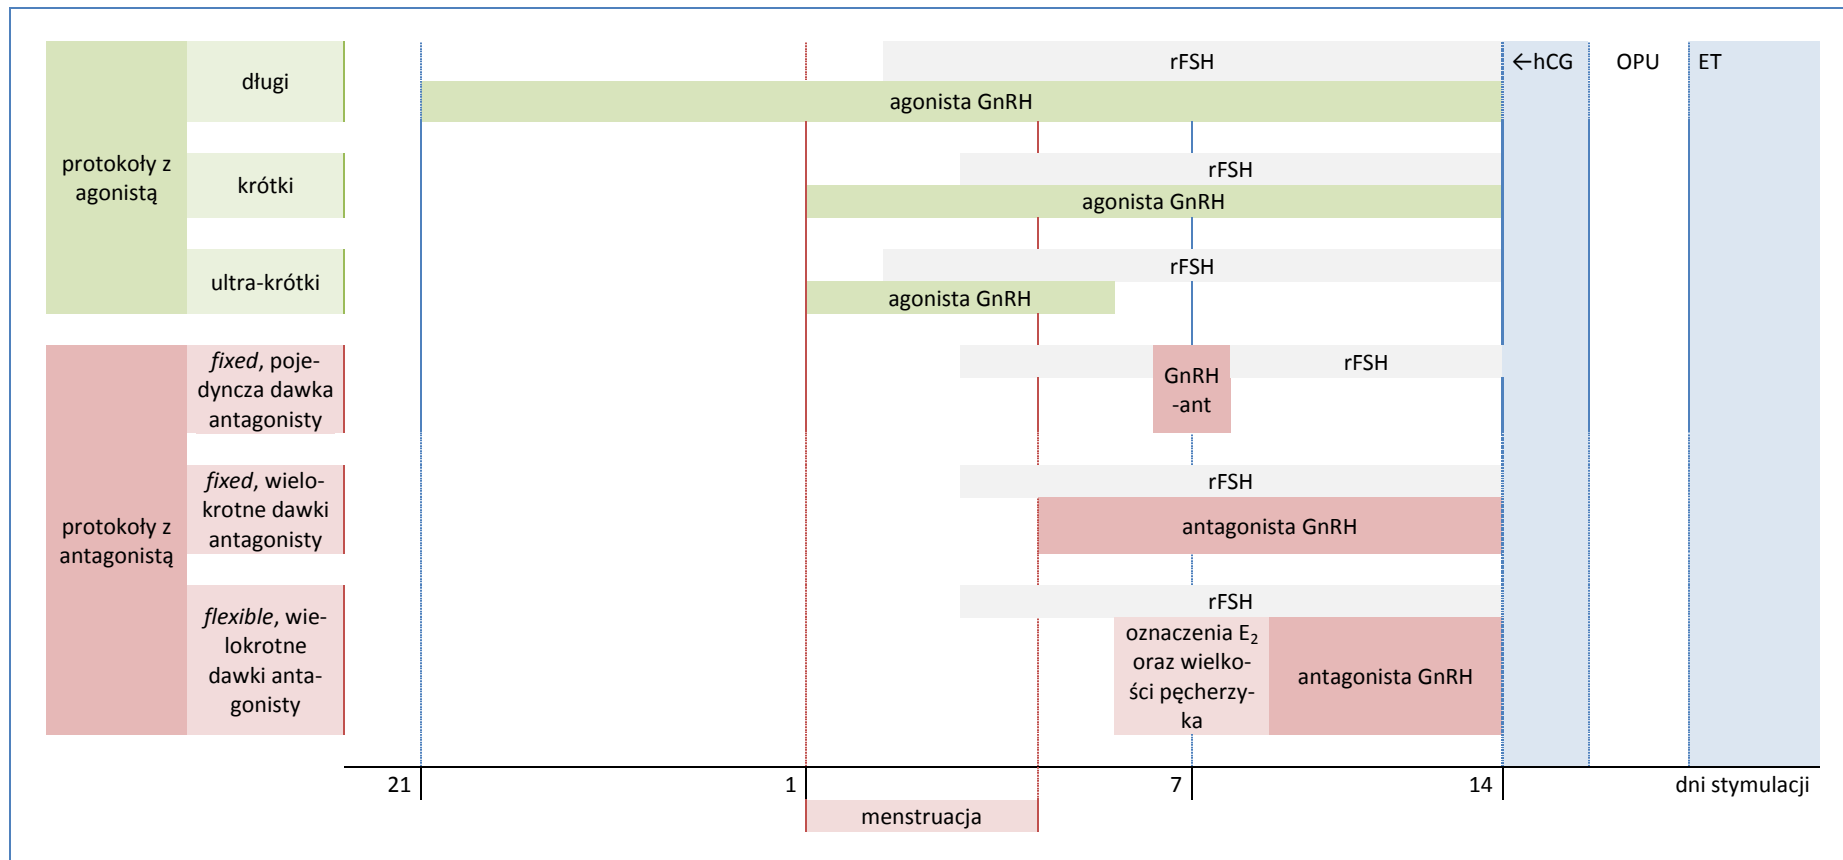 protokoły z
agonistą
długi
rFSH
agonista GnRH
←hCG
OPU
ET
krótki
rFSH
agonista GnRH
ultra-krótki
rFSH
agonista GnRH
protokoły z
antagonistą
fixed, poje-
dyncza dawka
antagonisty
rFSH
GnRH
-ant
fixed, wielo-
krotne dawki
antagonisty
rFSH
antagonista GnRH
flexible, wie-
lokrotne
dawki anta-
gonisty
rFSH
oznaczenia E₂
oraz wielko-
ści pęcherzy-
ka
antagonista GnRH
21
1
7
14
dni stymulacji
menstruacja